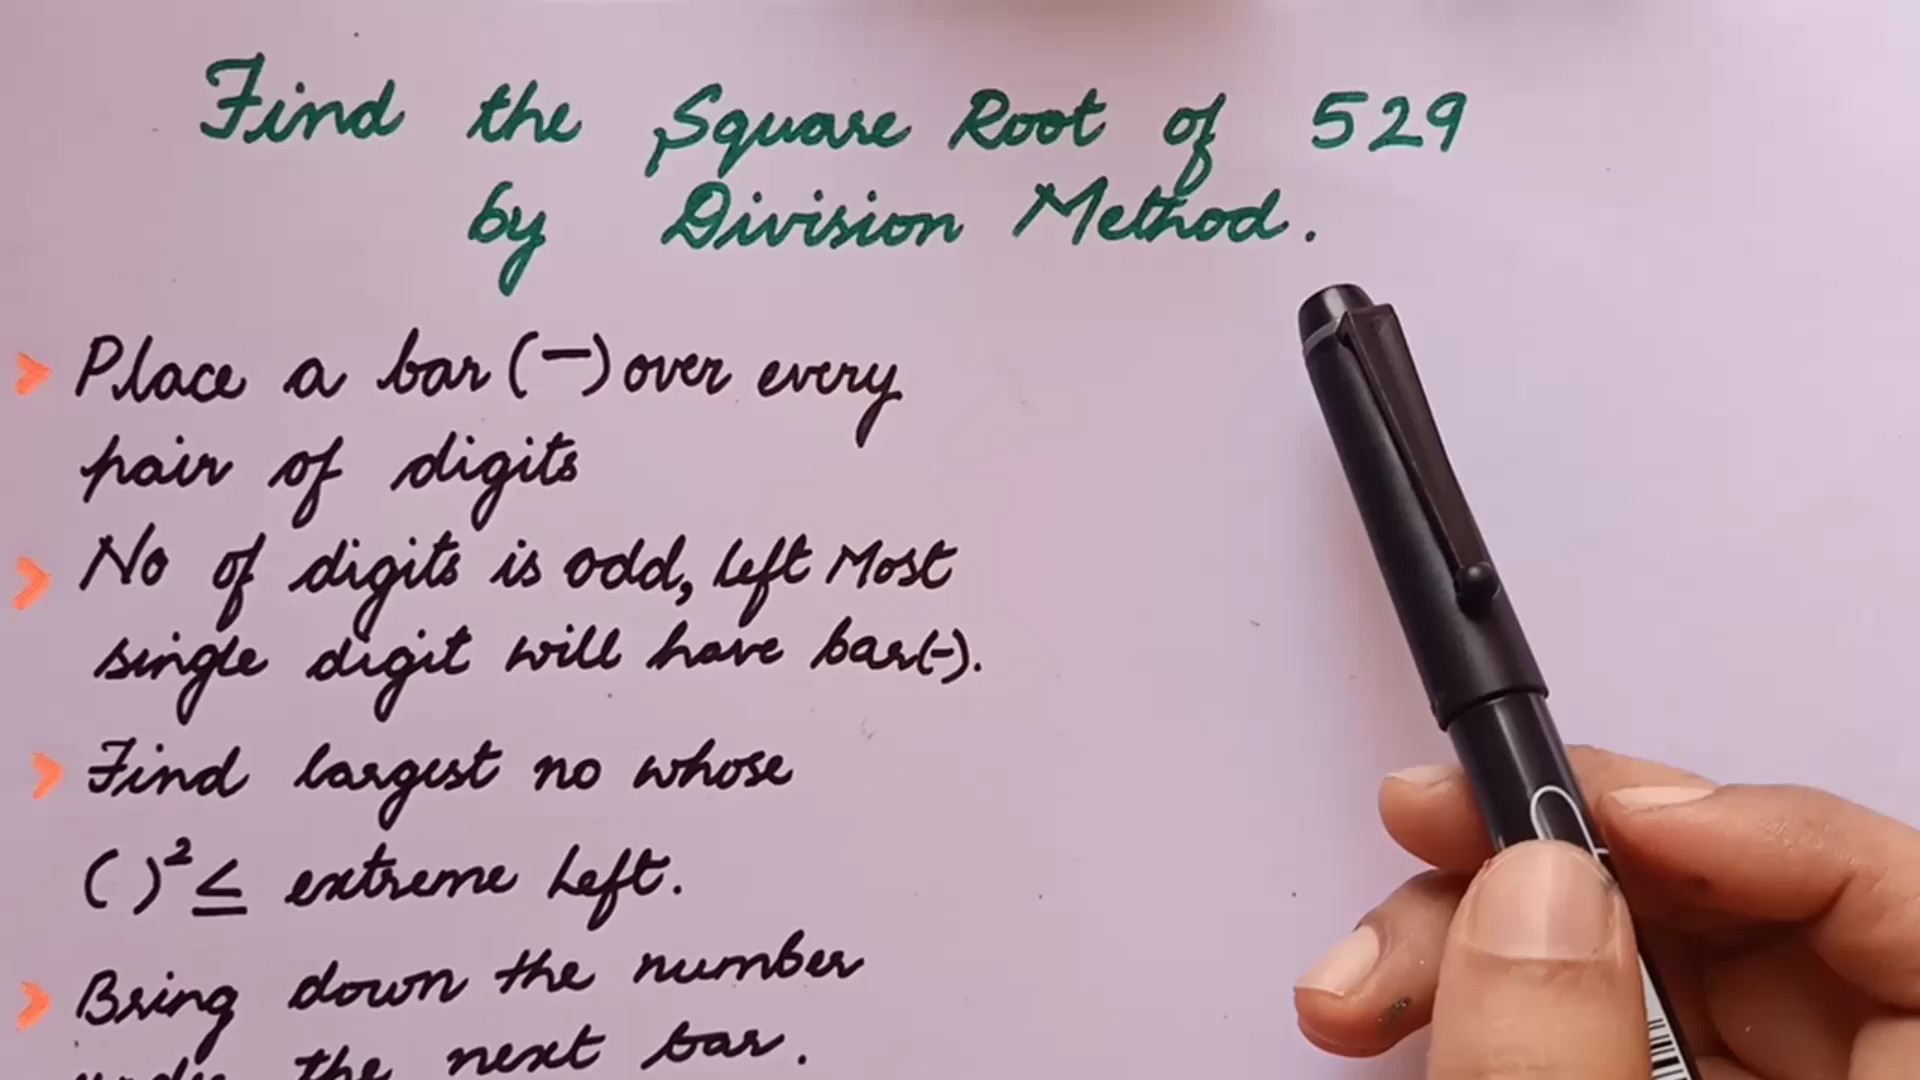 Find the Square Root of 529
by Division Method.
Place a bar (—) over every
pair of digits
No of digits is odd, left Most
single digit will have bar(-).
Find largest no whose
( )² ≤ extreme left.
Bring down the number
under the next bar.